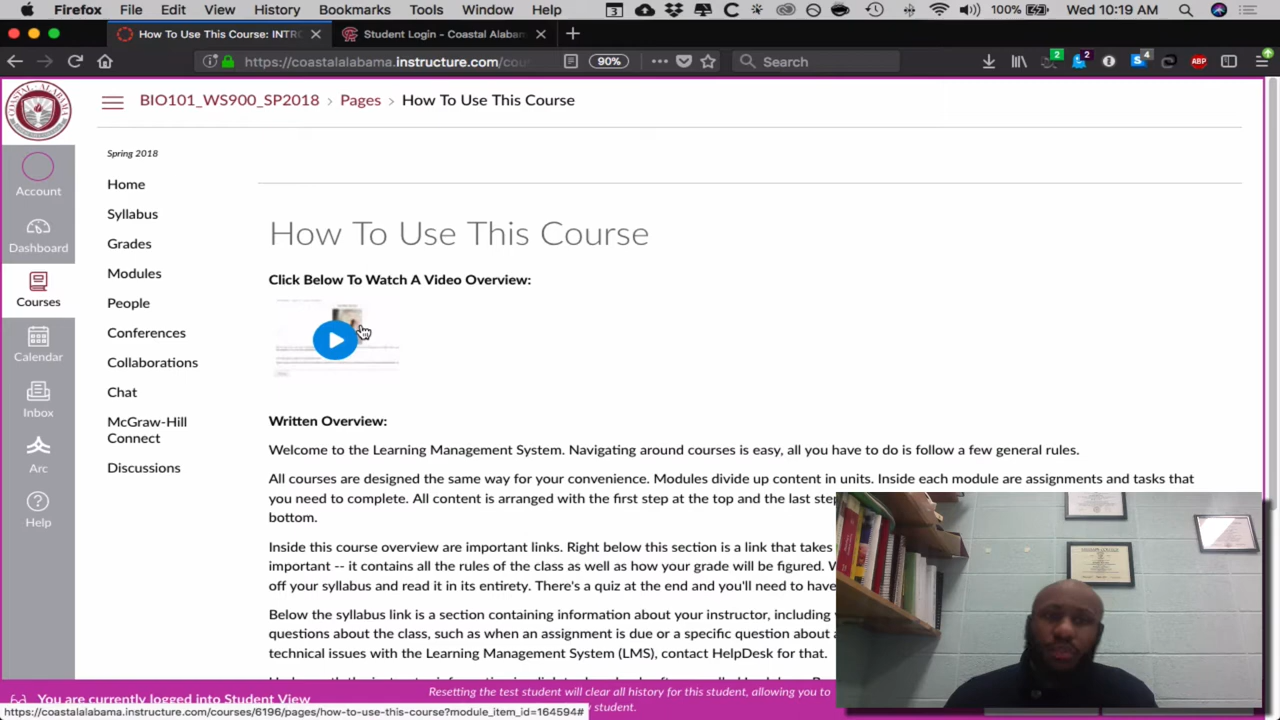 Firefox File Edit View History Bookmarks Tools Window Help 100% Wed 10:19 AM
How To Use This Course: INTRO
Student Login - Coastal Alabam
https://coastalalabama.instructure.com/cou
90%
Search
2
2
4
ABP
BIO101_WS900_SP2018 › Pages › How To Use This Course
Spring 2018
Account
Dashboard
Courses
Calendar
Inbox
Arc
Help
Home
Syllabus
Grades
Modules
People
Conferences
Collaborations
Chat
McGraw-Hill
Connect
Discussions
How To Use This Course
Click Below To Watch A Video Overview:
Written Overview:
Welcome to the Learning Management System. Navigating around courses is easy, all you have to do is follow a few general rules.
All courses are designed the same way for your convenience. Modules divide up content in units. Inside each module are assignments and tasks that
you need to complete. All content is arranged with the first step at the top and the last step
bottom.
Inside this course overview are important links. Right below this section is a link that takes
important -- it contains all the rules of the class as well as how your grade will be figured.
off your syllabus and read it in its entirety. There's a quiz at the end and you'll need to have
Below the syllabus link is a section containing information about your instructor, including
questions about the class, such as when an assignment is due or a specific question about a
technical issues with the Learning Management System (LMS), contact HelpDesk for that.
You are currently logged into Student View
Resetting the test student will clear all history for this student, allowing you to
student.
https://coastalalabama.instructure.com/courses/6196/pages/how-to-use-this-course?module_item_id=164594#